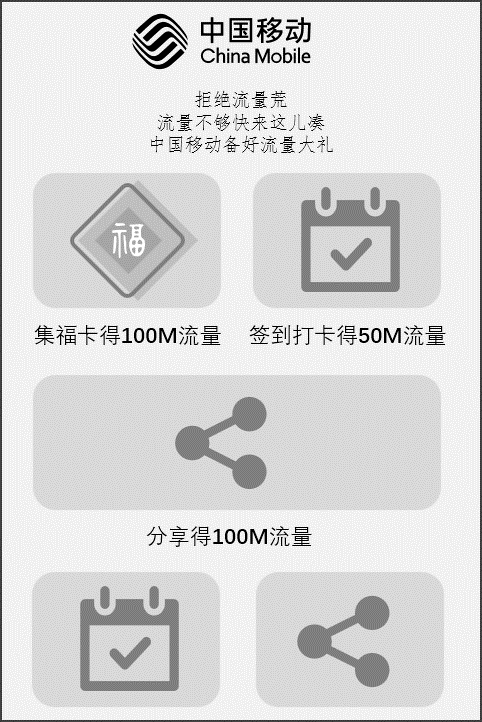 中国移动
China Mobile
拒绝流量荒
流量不够快来这儿凑
中国移动备好流量大礼
福
集福卡得100M流量
签到打卡得50M流量
分享得100M流量